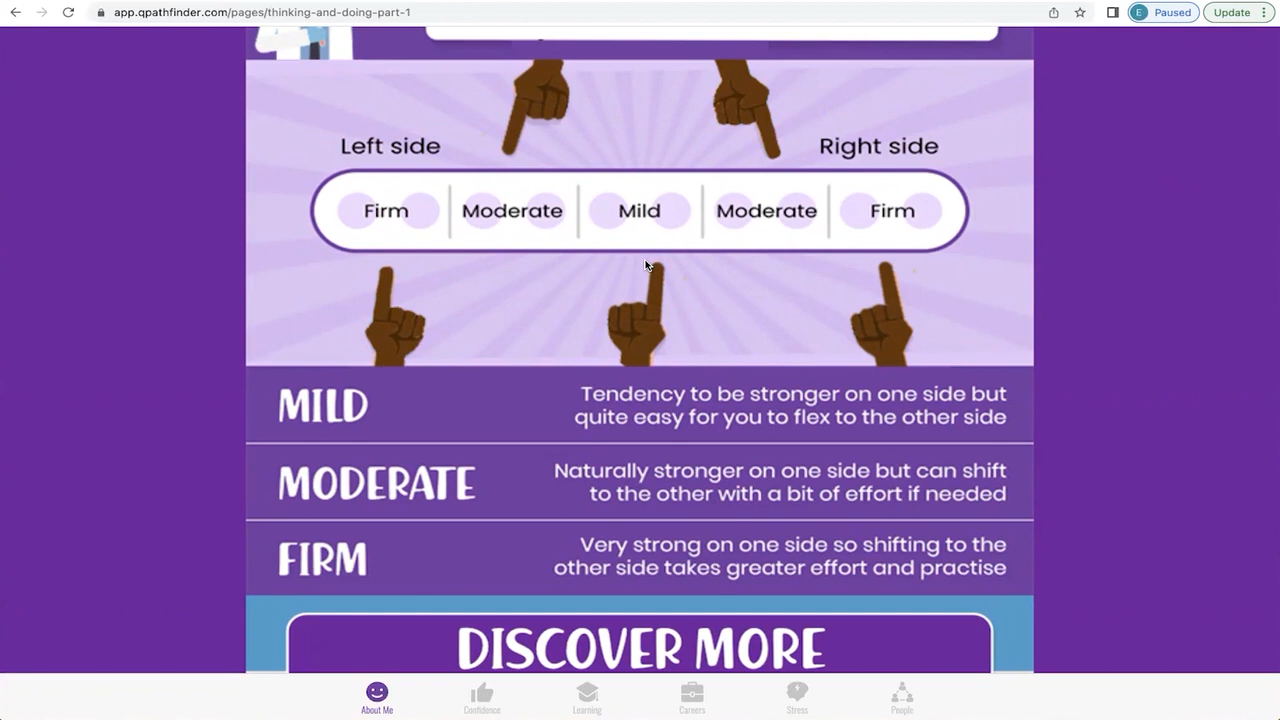 app.qpathfinder.com/pages/thinking-and-doing-part-1
E Paused
Update
Left side
Right side
Firm
Moderate
Mild
Moderate
Firm
MILD
Tendency to be stronger on one side but
quite easy for you to flex to the other side
MODERATE
Naturally stronger on one side but can shift
to the other with a bit of effort if needed
FIRM
Very strong on one side so shifting to the
other side takes greater effort and practise
DISCOVER MORE
About Me
Confidence
Learning
Careers
Stress
People